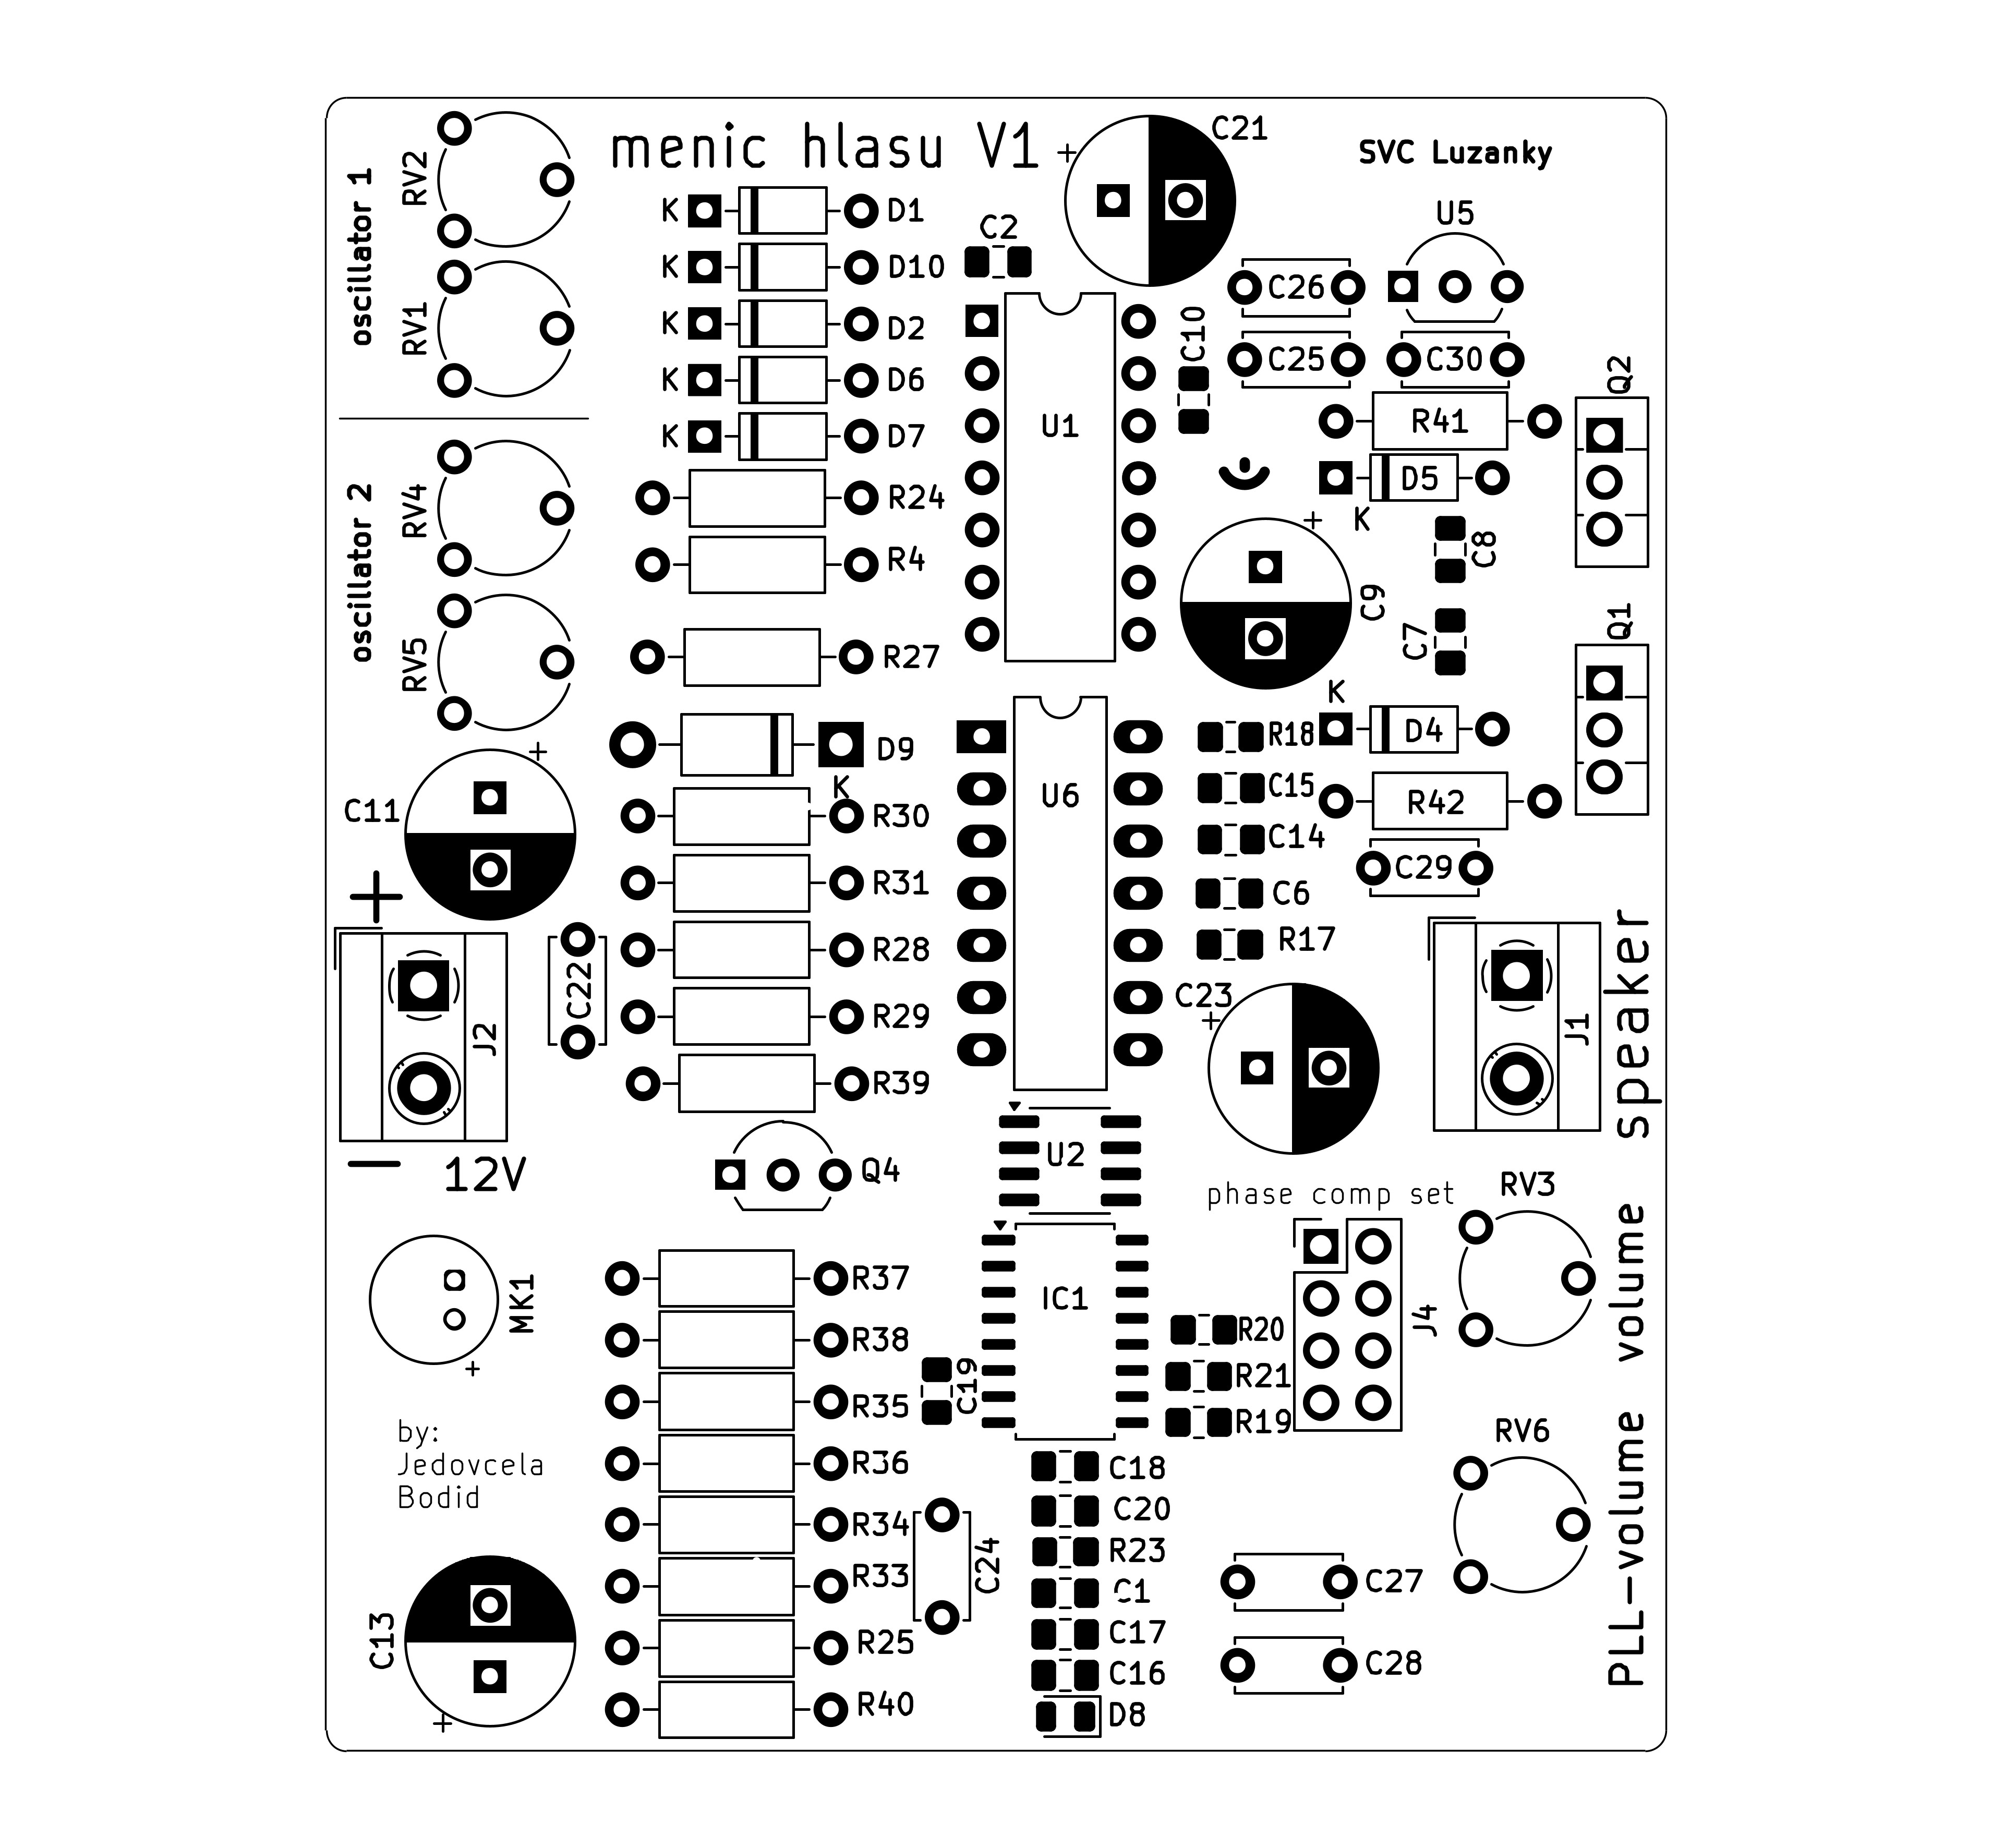 menic hlasu V1
SVC Luzanky
oscillator 1
RV2
RV1
oscillator 2
RV4
RV5
K D1
K D10
K D2
K D6
K D7
R24
R4
R27
D9
K
R30
R31
R28
R29
R39
Q4
+
C21
C2
C10
U1
U6
U2
IC1
U5
C26
C25
C30
R41
D5
K
Q2
+
C9
C8
C7
Q1
K
D4
R18
C15
C14
C6
R17
R42
C29
C23
+
J1
speaker
+
C11
+
J2
C22
−
12V
MK1
+
by:
Jedovcela
Bodid
C13
+
R37
R38
R35
R36
R34
R33
R25
R40
C19
C24
phase comp set
J4
R20
R21
R19
C18
C20
R23
C1
C17
C16
D8
C27
C28
RV3
volume
RV6
PLL-volume